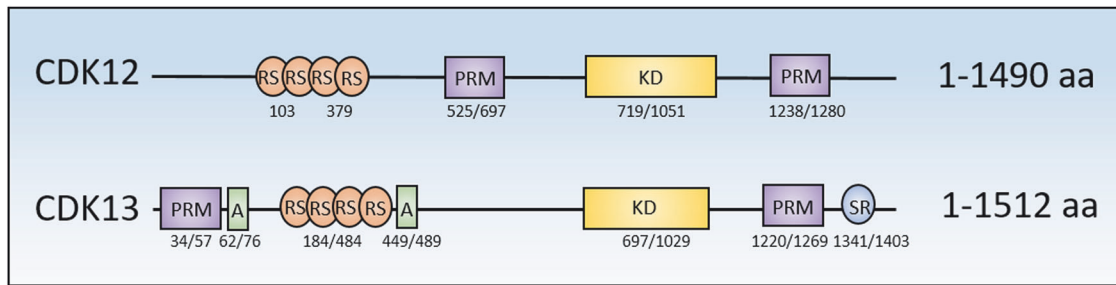 CDK12 RS RS RS RS PRM KD PRM 1-1490 aa
103 379 525/697 719/1051 1238/1280
CDK13 PRM A RS RS RS RS A KD PRM SR 1-1512 aa
34/57 62/76 184/484 449/489 697/1029 1220/1269 1341/1403